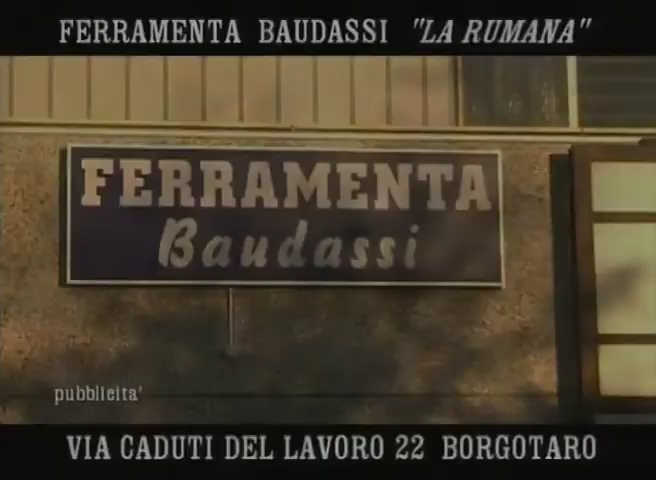 FERRAMENTA BAUDASSI "LA RUMANA"
FERRAMENTA
Baudassi
pubblicita'
VIA CADUTI DEL LAVORO 22 BORGOTARO